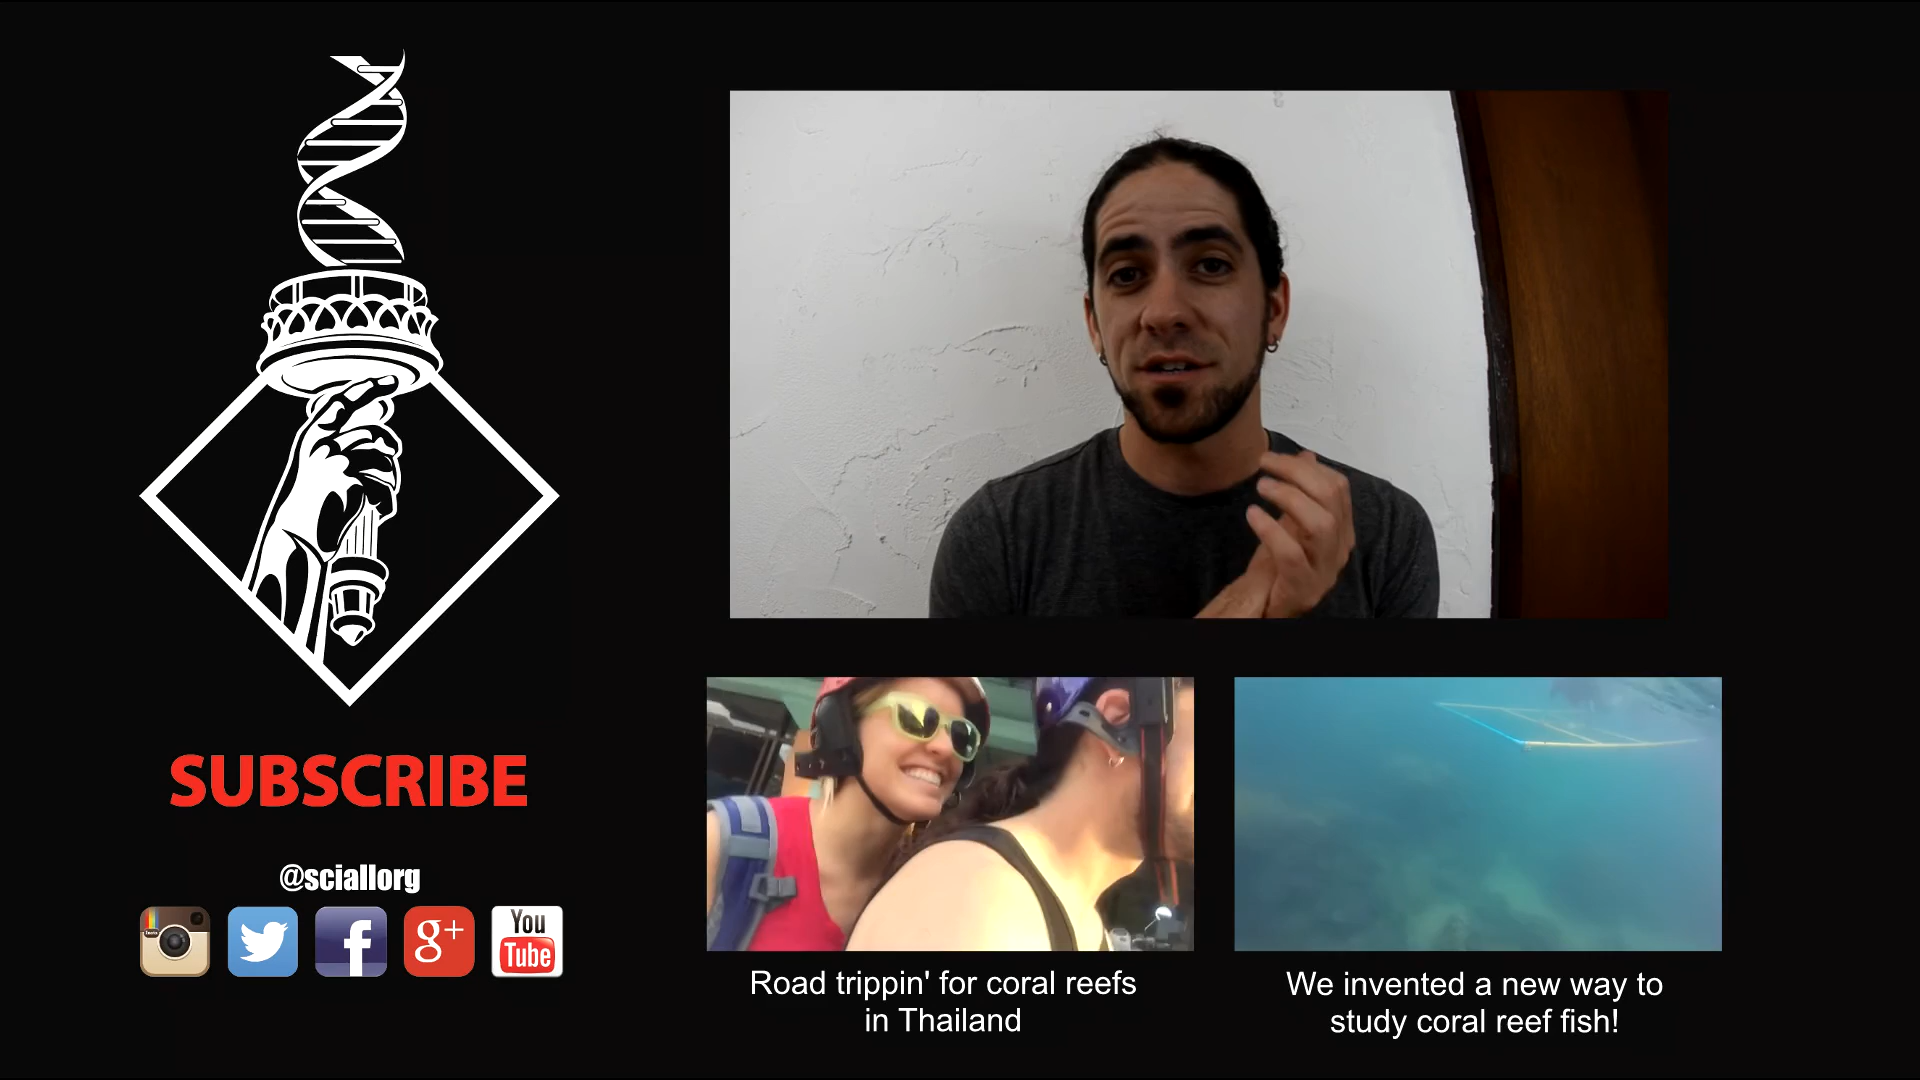 SUBSCRIBE
@sciallorg
You
Tube
g+
f
Road trippin' for coral reefs
in Thailand
We invented a new way to
study coral reef fish!